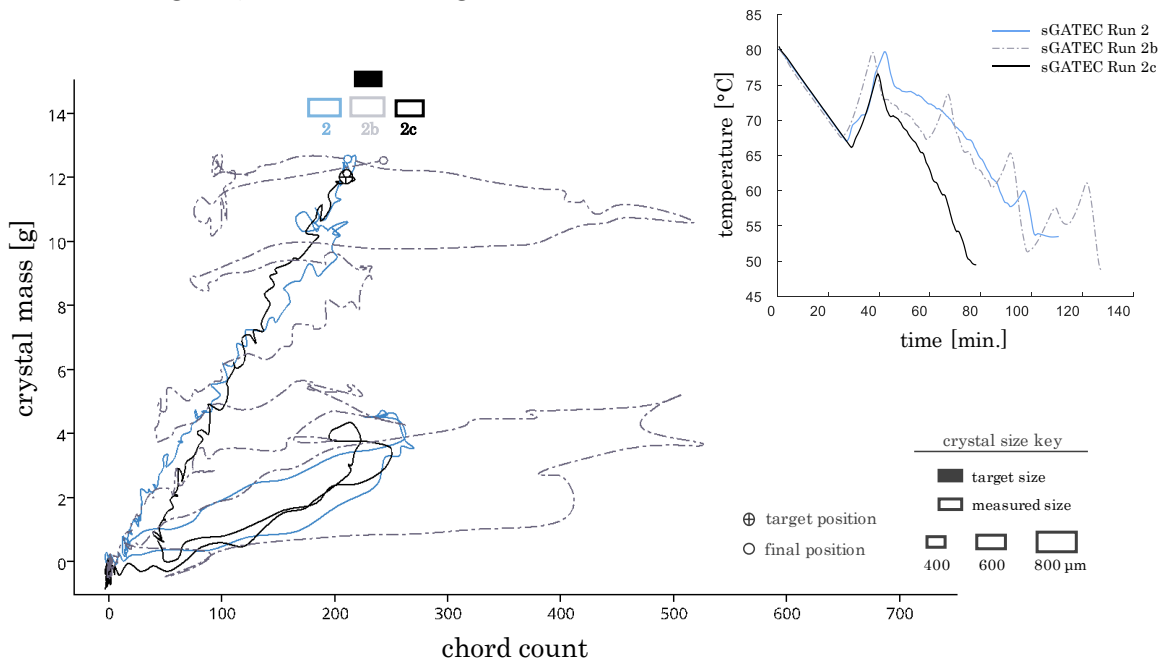 85
80
75
70
65
60
55
50
45
temperature [°C]
0 20 40 60 80 100 120 140
time [min.]
sGATEC Run 2
sGATEC Run 2b
sGATEC Run 2c
14
12
10
8
6
4
2
0
crystal mass [g]
2 2b 2c
0 100 200 300 400 500 600 700
chord count
target position
final position
crystal size key
target size
measured size
400 600 800 µm